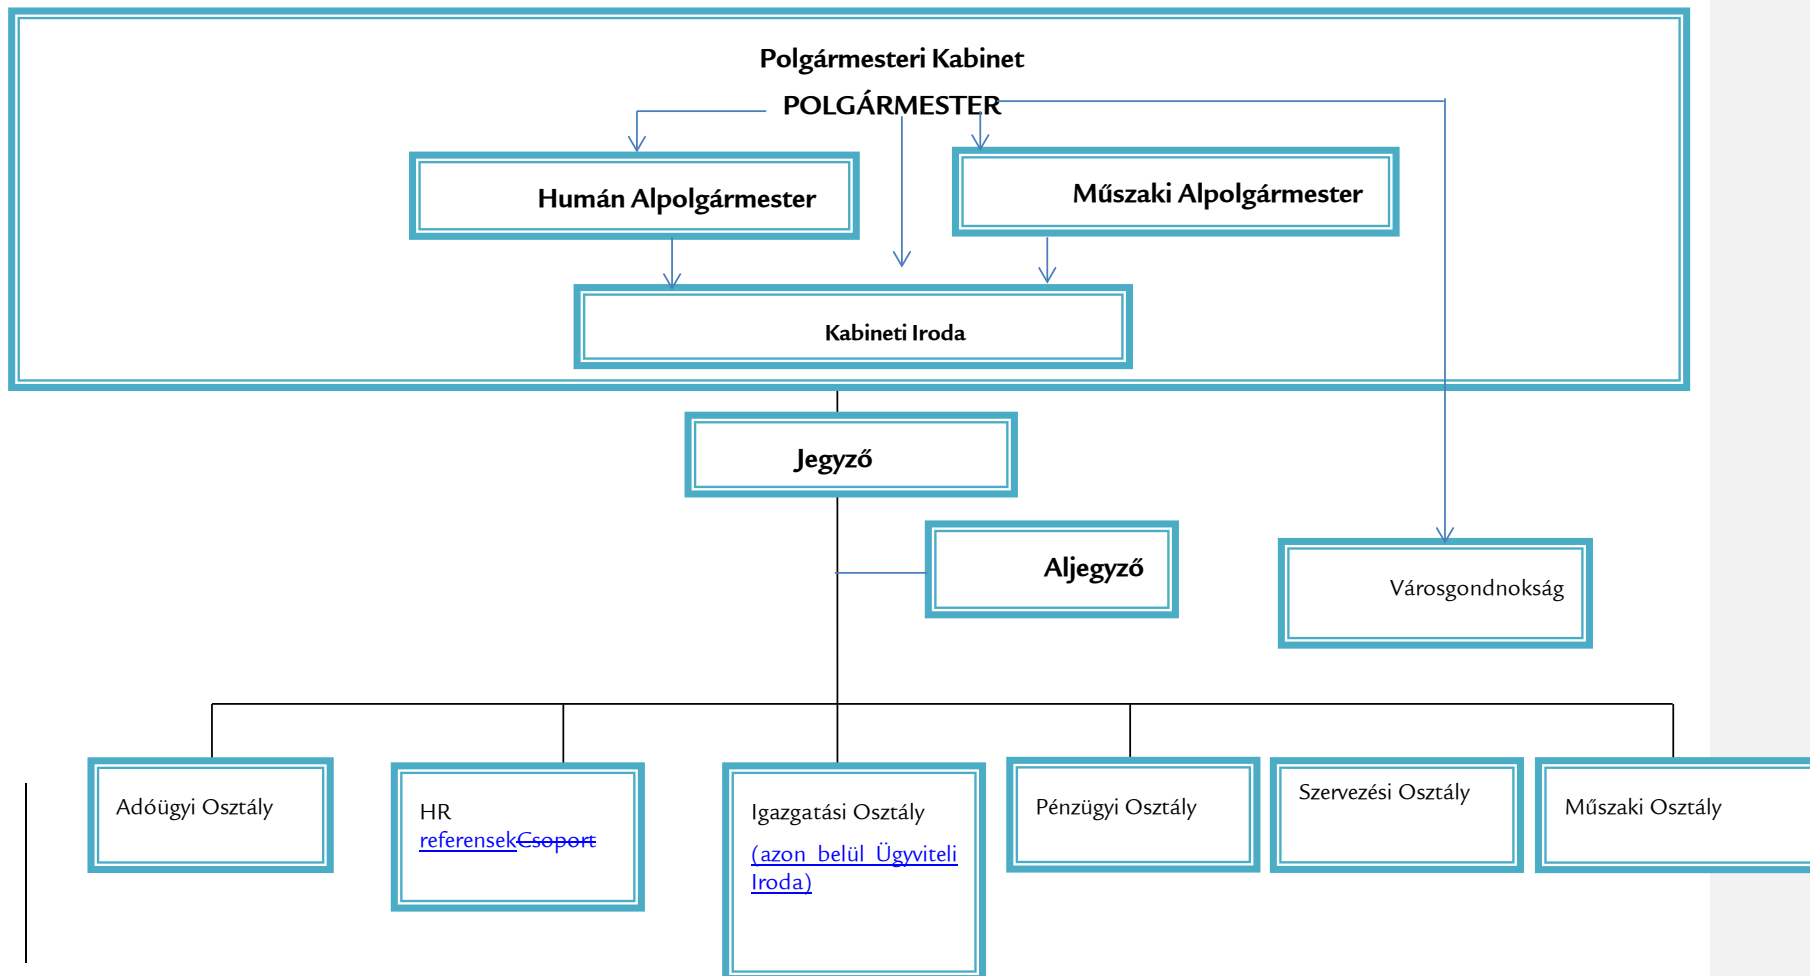 Polgármesteri Kabinet
POLGÁRMESTER
Humán Alpolgármester
Műszaki Alpolgármester
Kabineti Iroda
Jegyző
Aljegyző
Városgondnokság
Adóügyi Osztály
HR
referensekCsoport
Igazgatási Osztály
(azon belül Ügyviteli
Iroda)
Pénzügyi Osztály
Szervezési Osztály
Műszaki Osztály